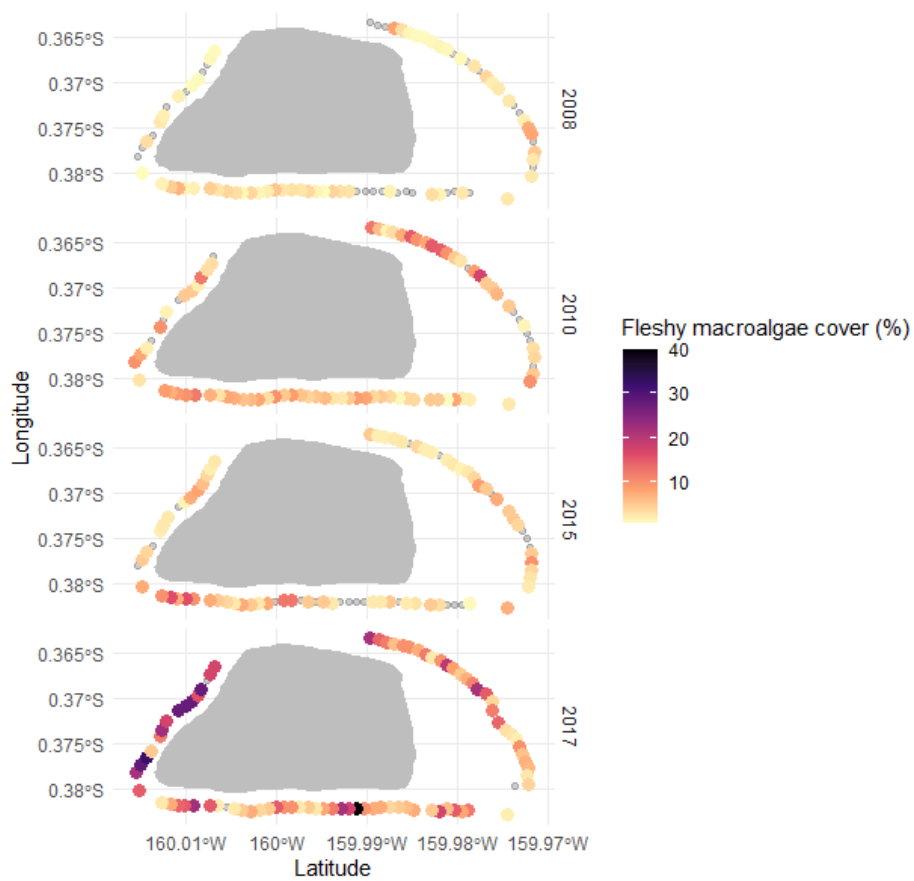 0.365°S
0.37°S
0.375°S
0.38°S
2008
0.365°S
0.37°S
0.375°S
0.38°S
2010
Fleshy macroalgae cover (%)
40
30
20
10
Longitude
0.365°S
0.37°S
0.375°S
0.38°S
2015
0.365°S
0.37°S
0.375°S
0.38°S
2017
160.01°W 160°W 159.99°W 159.98°W 159.97°W
Latitude